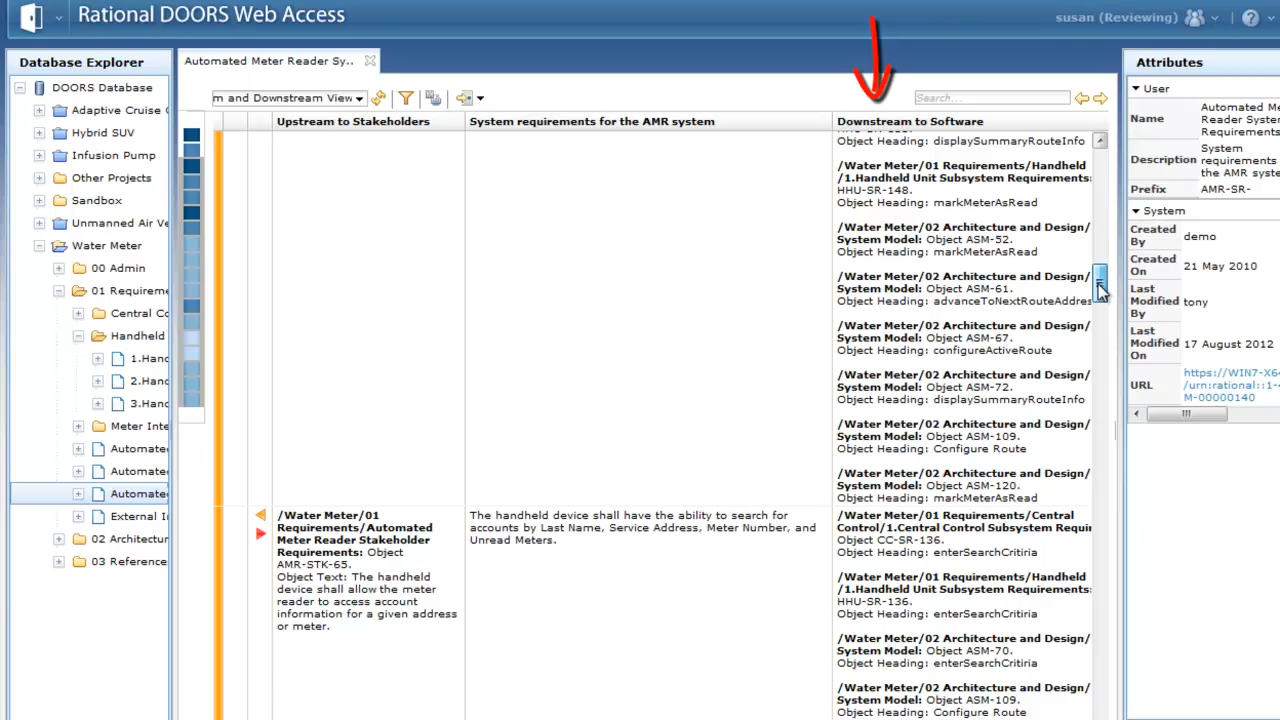 Rational DOORS Web Access
susan (Reviewing)
Database Explorer
DOORS Database
Adaptive Cruise
Hybrid SUV
Infusion Pump
Other Projects
Sandbox
Unmanned Air Ve
Water Meter
00 Admin
01 Requireme
Central Co
Handheld
1.Hand
2.Hand
3.Hand
Meter Inte
Automate
Automate
Automate
External I
02 Architectur
03 Reference
Automated Meter Reader Sy..
m and Downstream View
Search...
Upstream to Stakeholders
System requirements for the AMR system
Downstream to Software
Object Heading: displaySummaryRouteInfo
/Water Meter/01 Requirements/Handheld
/1.Handheld Unit Subsystem Requirements:
HHU-SR-148.
Object Heading: markMeterAsRead
/Water Meter/02 Architecture and Design/
System Model: Object ASM-52.
Object Heading: markMeterAsRead
/Water Meter/02 Architecture and Design/
System Model: Object ASM-61.
Object Heading: advanceToNextRouteAddres
/Water Meter/02 Architecture and Design/
System Model: Object ASM-67.
Object Heading: configureActiveRoute
/Water Meter/02 Architecture and Design/
System Model: Object ASM-72.
Object Heading: displaySummaryRouteInfo
/Water Meter/02 Architecture and Design/
System Model: Object ASM-109.
Object Heading: Configure Route
/Water Meter/02 Architecture and Design/
System Model: Object ASM-120.
Object Heading: markMeterAsRead
/Water Meter/01
Requirements/Automated
Meter Reader Stakeholder
Requirements: Object
AMR-STK-65.
Object Text: The handheld
device shall allow the meter
reader to access account
information for a given address
or meter.
The handheld device shall have the ability to search for
accounts by Last Name, Service Address, Meter Number, and
Unread Meters.
/Water Meter/01 Requirements/Central
Control/1.Central Control Subsystem Requir
Object CC-SR-136.
Object Heading: enterSearchCritiria
/Water Meter/01 Requirements/Handheld
/1.Handheld Unit Subsystem Requirements:
HHU-SR-136.
Object Heading: enterSearchCritiria
/Water Meter/02 Architecture and Design/
System Model: Object ASM-70.
Object Heading: enterSearchCritiria
/Water Meter/02 Architecture and Design/
System Model: Object ASM-109.
Object Heading: Configure Route
Attributes
User
Name
Automated M
Reader Syste
Requirements
Description
System
requirements
the AMR syste
Prefix
AMR-SR-
System
Created
By
demo
Created
On
21 May 2010
Last
Modified
By
tony
Last
Modified
On
17 August 2012
URL
https://WIN7-X64
/urn:rational::1-4
M-00000140